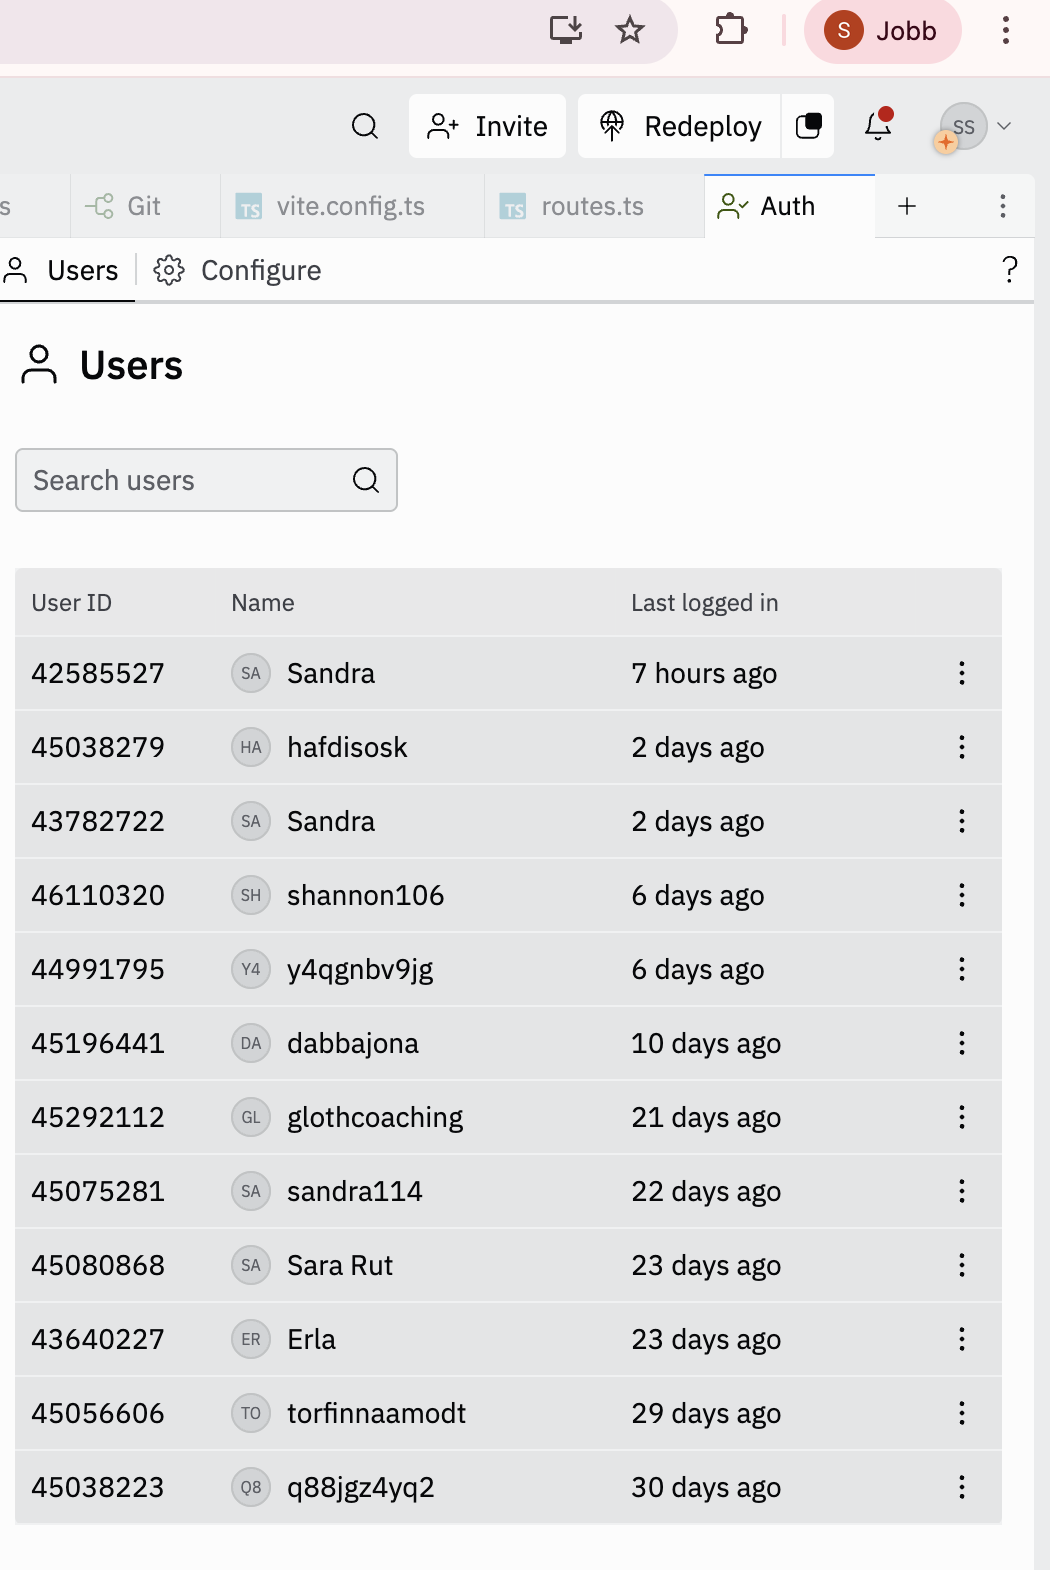 S Jobb
Invite Redeploy SS
s Git TS vite.config.ts TS routes.ts Auth +
Users Configure ?
Users
Search users
User ID Name Last logged in
42585527 SA Sandra 7 hours ago
45038279 HA hafdisosk 2 days ago
43782722 SA Sandra 2 days ago
46110320 SH shannon106 6 days ago
44991795 Y4 y4qgnbv9jg 6 days ago
45196441 DA dabbajona 10 days ago
45292112 GL glothcoaching 21 days ago
45075281 SA sandra114 22 days ago
45080868 SA Sara Rut 23 days ago
43640227 ER Erla 23 days ago
45056606 TO torfinnaamodt 29 days ago
45038223 Q8 q88jgz4yq2 30 days ago